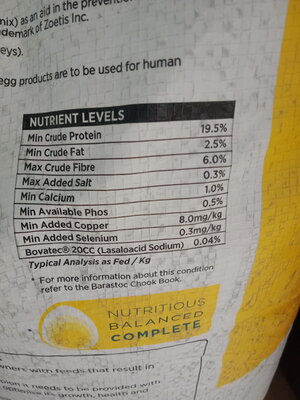 mix) as an aid in the prevention
demark of Zoetis Inc.
eys).
egg products are to be used for human
NUTRIENT LEVELS
Min Crude Protein 19.5%
Min Crude Fat 2.5%
Max Crude Fibre 6.0%
Max Added Salt 0.3%
Min Calcium 1.0%
Min Available Phos 0.5%
Min Added Copper 8.0mg/kg
Min Added Selenium 0.3mg/kg
Bovatec® 20CC (Lasaloacid Sodium) 0.04%
Typical Analysis as Fed / Kg
* For more information about this condition
refer to the Barastoc Chook Book.
NUTRITIOUS
BALANCED
COMPLETE
wners with feeds that result in
it needs to be provided with
optimise its growth, health and